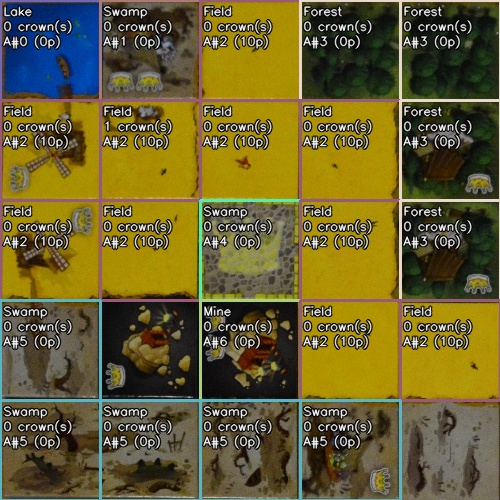 Lake
0 crown(s)
A#0 (0p)
Swamp
0 crown(s)
A#1 (0p)
Field
0 crown(s)
A#2 (10p)
Forest
0 crown(s)
A#3 (0p)
Forest
0 crown(s)
A#3 (0p)
Field
0 crown(s)
A#2 (10p)
Field
1 crown(s)
A#2 (10p)
Field
0 crown(s)
A#2 (10p)
Field
0 crown(s)
A#2 (10p)
Forest
0 crown(s)
A#3 (0p)
Field
0 crown(s)
A#2 (10p)
Field
0 crown(s)
A#2 (10p)
Swamp
0 crown(s)
A#4 (0p)
Field
0 crown(s)
A#2 (10p)
Forest
0 crown(s)
A#3 (0p)
Swamp
0 crown(s)
A#5 (0p)
Mine
0 crown(s)
A#6 (0p)
Field
0 crown(s)
A#2 (10p)
Field
0 crown(s)
A#2 (10p)
Swamp
0 crown(s)
A#5 (0p)
Swamp
0 crown(s)
A#5 (0p)
Swamp
0 crown(s)
A#5 (0p)
Swamp
0 crown(s)
A#5 (0p)